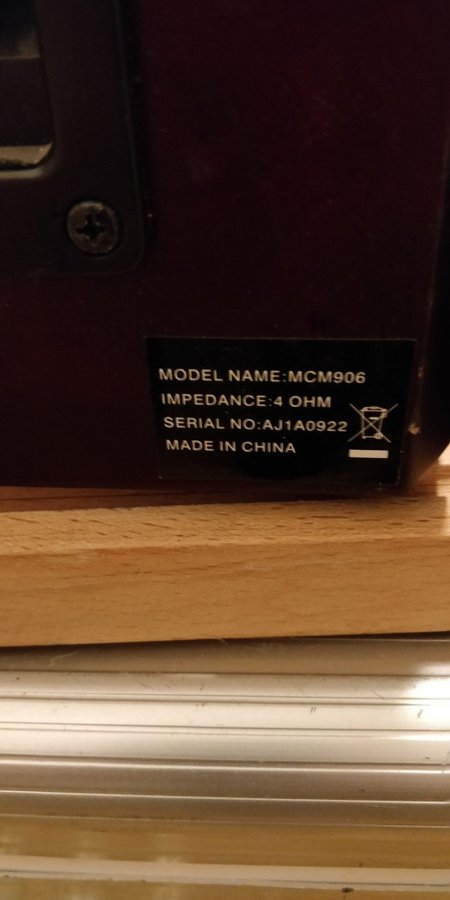 MODEL NAME:MCM906
IMPEDANCE:4 OHM
SERIAL NO:AJ1A0922
MADE IN CHINA